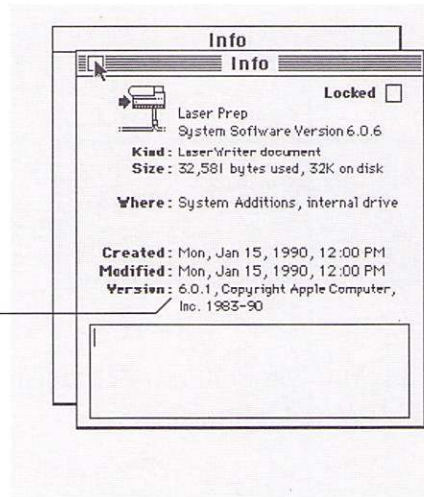 Info
Info
Locked
Laser Prep
System Software Version 6.0.6
Kind: LaserWriter document
Size: 32,581 bytes used, 32K on disk
Where: System Additions, internal drive
Created: Mon, Jan 15, 1990, 12:00 PM
Modified: Mon, Jan 15, 1990, 12:00 PM
Version: 6.0.1, Copyright Apple Computer,
Inc. 1983-90